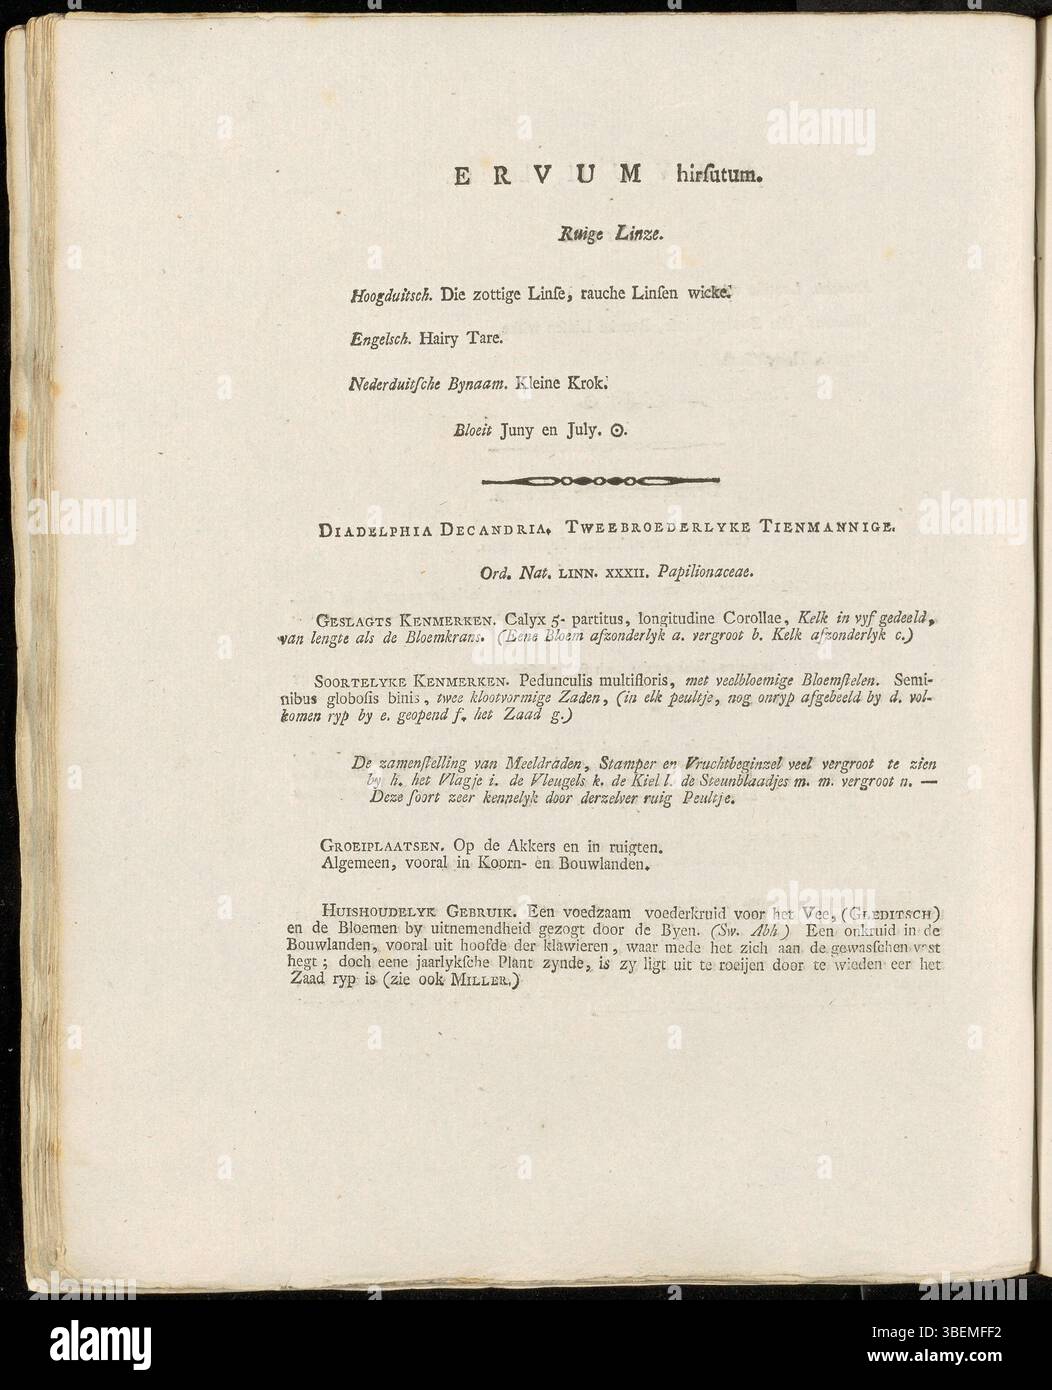 ERVUM hirſutum.
Ruige Linze.
Hoogduitsch. Die zottige Linſe, rauche Linſen wicke.
Engelsch. Hairy Tare.
Nederduitſche Bynaam. Kleine Krok.
Bloeit Juny en July. ☉.
DIADELPHIA DECANDRIA. TWEEBROEDERLYKE TIENMANNIGE.
Ord. Nat. LINN. XXXII. Papilionaceae.
GESLAGTS KENMERKEN. Calyx 5- partitus, longitudine Corollae, Kelk in vyf gedeeld,
van lengte als de Bloemkrans. (Eene Bloem afzonderlyk a. vergroot b. Kelk afzonderlyk c.)
SOORTELYKE KENMERKEN. Pedunculis multifloris, met veelbloemige Bloemſtelen. Semi-
nibus globoſis binis, twee klootvormige Zaden, (in elk peultje, nog onryp afgebeeld by d. vol-
komen ryp by e. geopend f. het Zaad g.)
De zamenſtelling van Meeldraden, Stamper en Vruchtbeginzel veel vergroot te zien
by h. het Vlagje i. de Vleugels k. de Kiel l. de Steunblaadjes m. m. vergroot n. —
Deze ſoort zeer kennelyk door derzelver ruig Peultje.
GROEIPLAATSEN. Op de Akkers en in ruigten.
Algemeen, vooral in Koorn- en Bouwlanden.
HUISHOUDELYK GEBRUIK. Een voedzaam voederkruid voor het Vee, (GLEDITSCH)
en de Bloemen by uitnemendheid gezogt door de Byen. (Sw. Abh.) Een onkruid in de
Bouwlanden, vooral uit hoofde der klawieren, waar mede het zich aan de gewasſchen vast
hegt; doch eene jaarlykſche Plant zynde, is zy ligt uit te roeijen door te wieden eer het
Zaad ryp is (zie ook MILLER.)
alamy
Image ID: 3BEMFF2
www.alamy.com